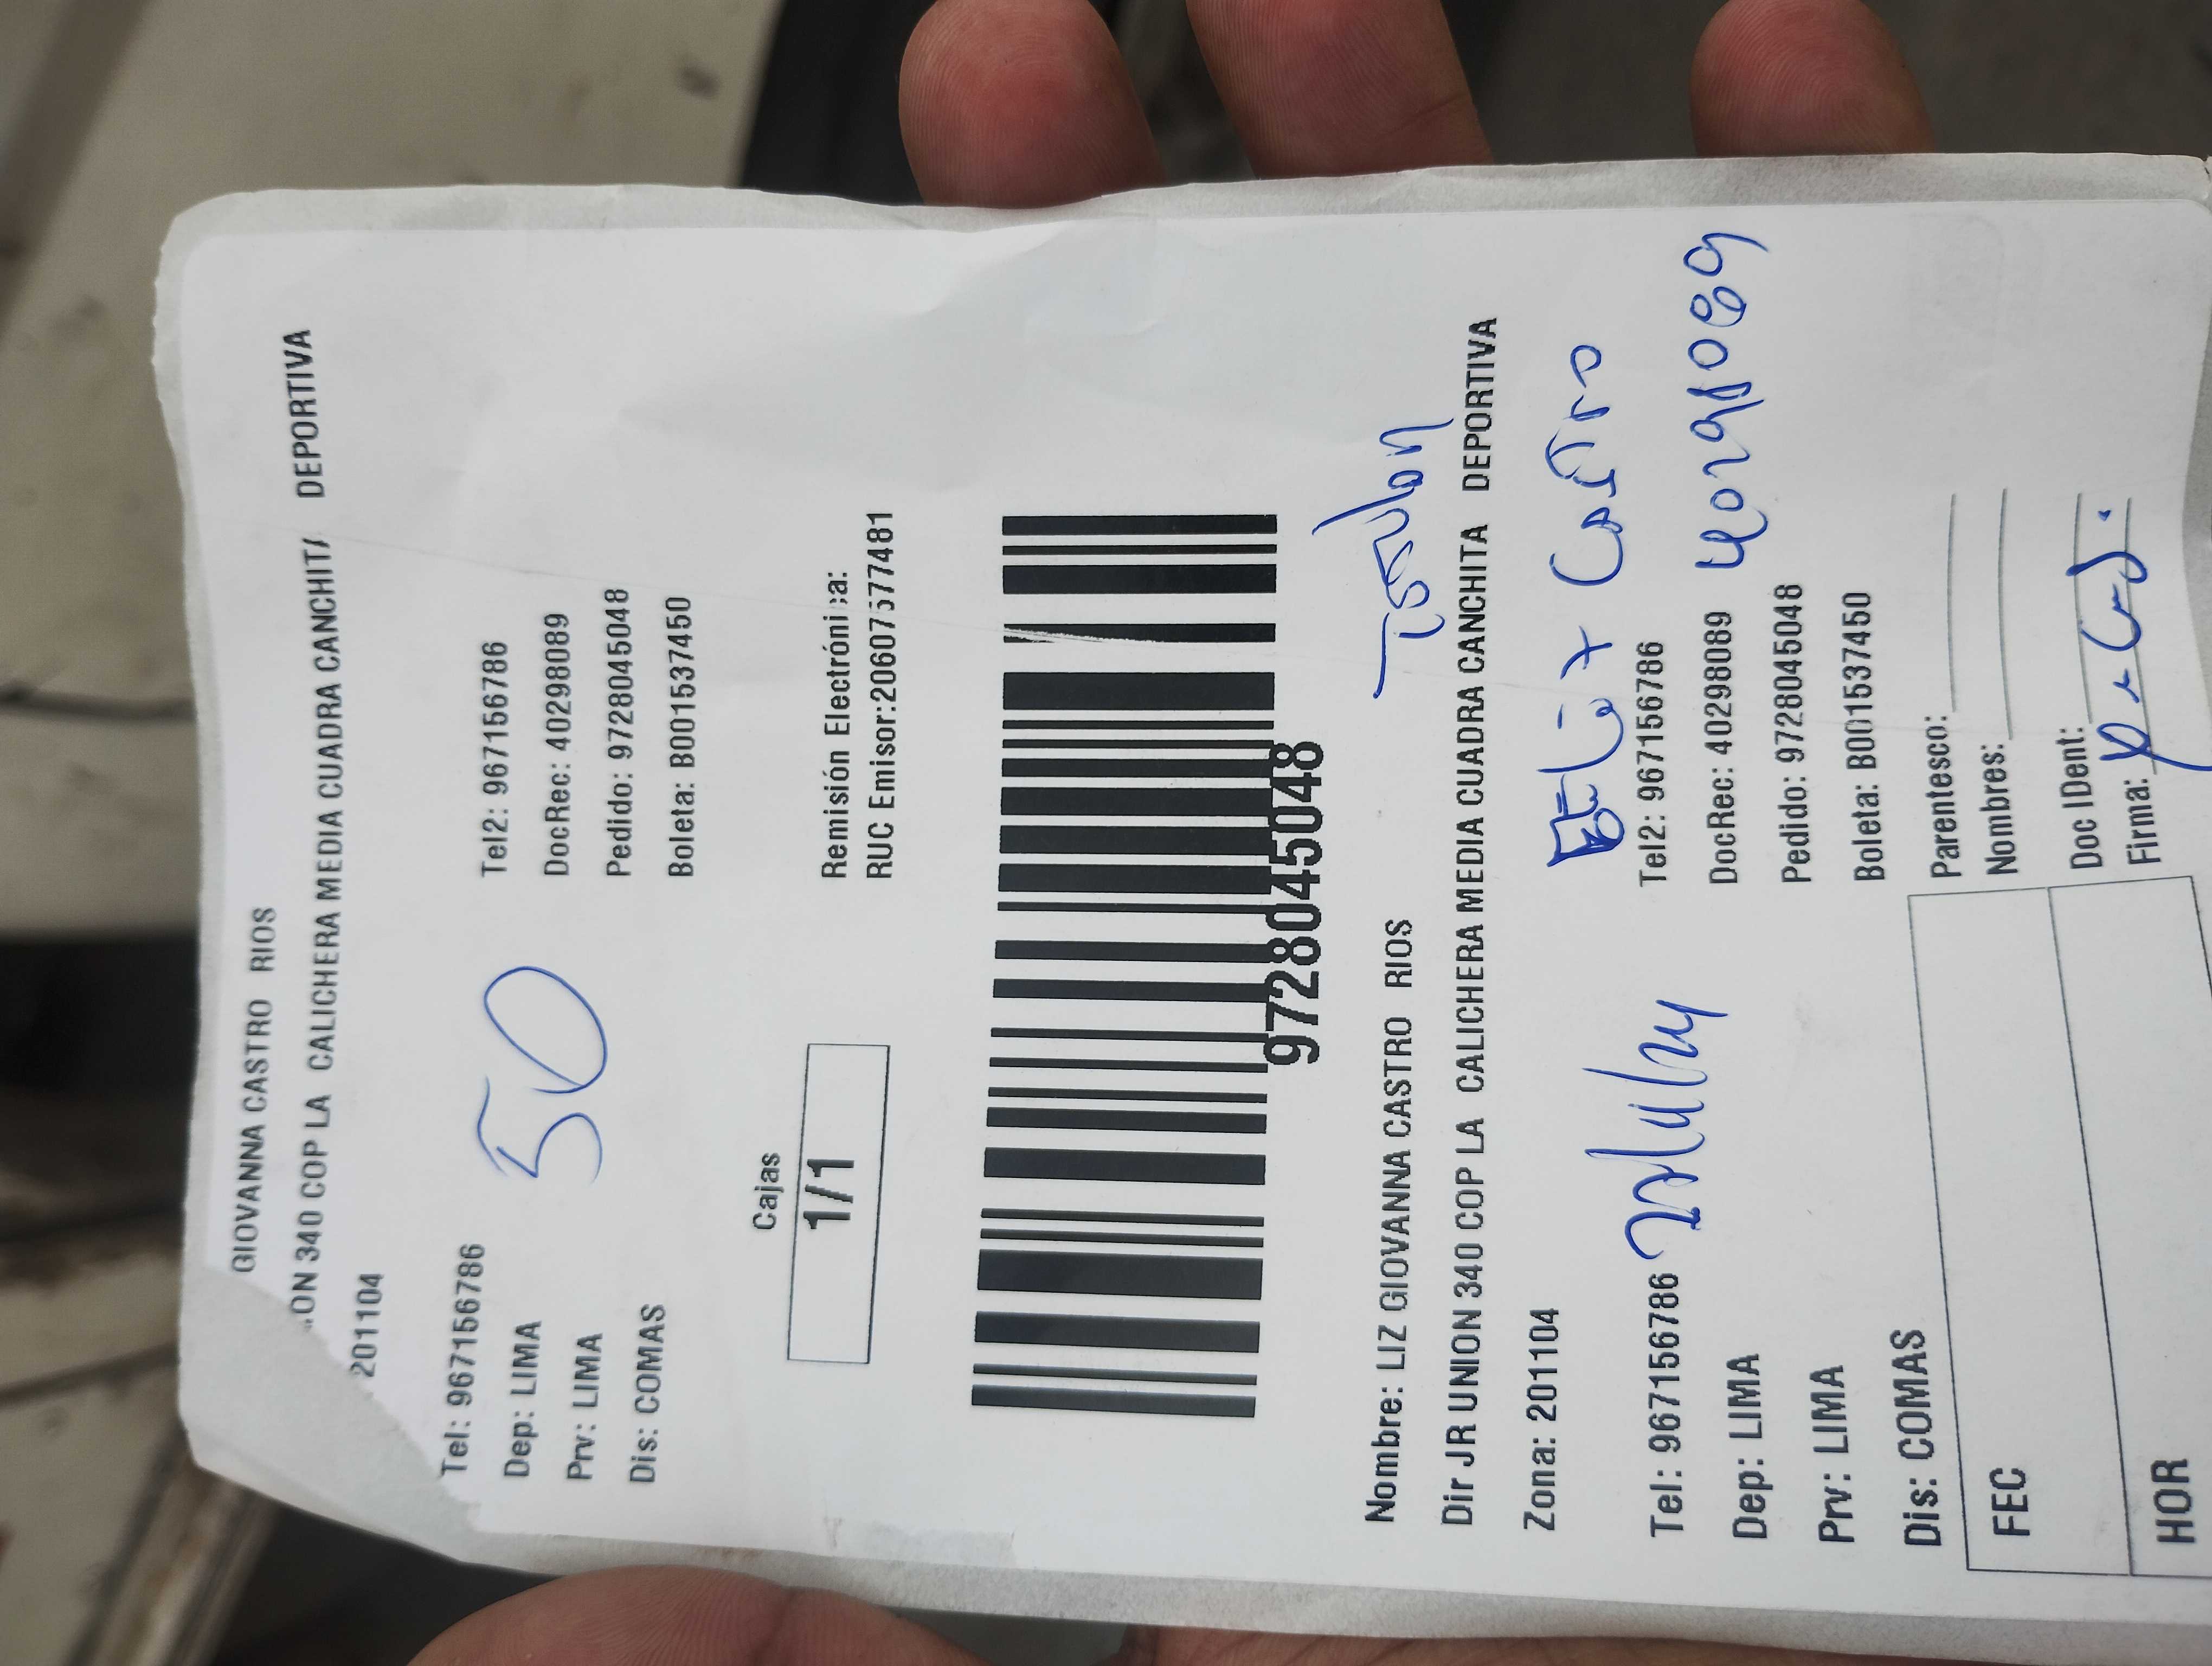 GIOVANNA CASTRO RIOS
ON 340 COP LA CALICHERA MEDIA CUADRA CANCHITA DEPORTIVA
201104
Tel: 967156786 Tel2: 967156786
Dep: LIMA DocRec: 40298089
50
Prv: LIMA Pedido: 9728045048
Dis: COMAS Boleta: B001537450
Cajas
1/1
Remisión Electrónica:
RUC Emisor:20607577481
9728045048
Nombre: LIZ GIOVANNA CASTRO RIOS
Dir JR UNION 340 COP LA CALICHERA MEDIA CUADRA CANCHITA DEPORTIVA
Zona: 201104
Castro
Tel: 967156786 Tel2: 967156786
Dep: LIMA DocRec: 40298089 40298089
Prv: LIMA Pedido: 9728045048
Dis: COMAS Boleta: B001537450
FEC
HOR
Parentesco:
Nombres:
Doc IDent:
Firma: